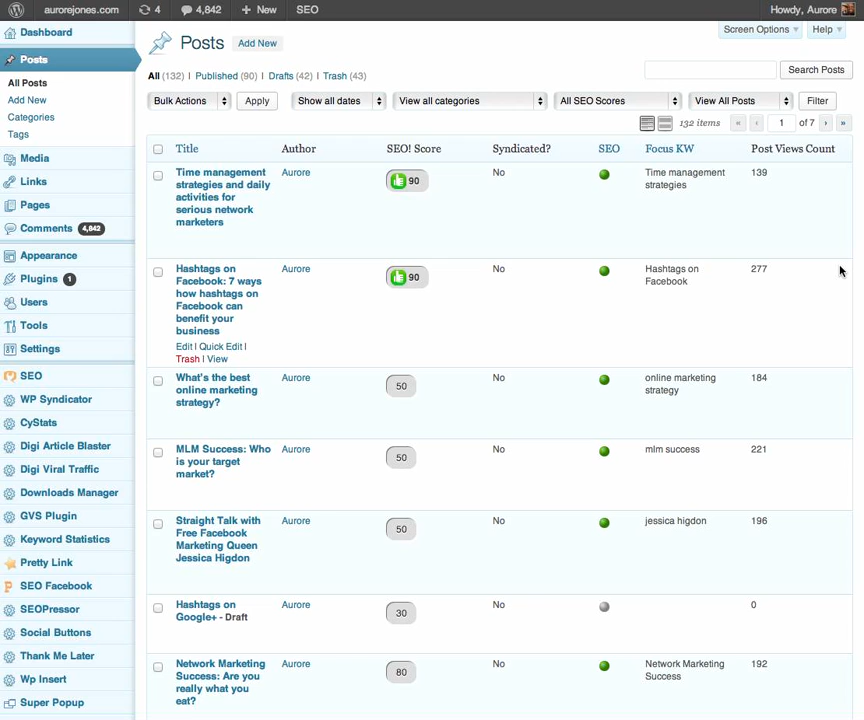 aurorejones.com 4 4,842 + New SEO Howdy, Aurore
Screen Options Help
Dashboard
Posts
All Posts
Add New
Categories
Tags
Media
Links
Pages
Comments 4,842
Appearance
Plugins 1
Users
Tools
Settings
SEO
WP Syndicator
CyStats
Digi Article Blaster
Digi Viral Traffic
Downloads Manager
GVS Plugin
Keyword Statistics
Pretty Link
SEO Facebook
SEOPressor
Social Buttons
Thank Me Later
Wp Insert
Super Popup
Posts Add New
All (132) | Published (90) | Drafts (42) | Trash (43)
Search Posts
Bulk Actions Apply Show all dates View all categories All SEO Scores View All Posts Filter
132 items « ‹ 1 of 7 › »
Title Author SEO! Score Syndicated? SEO Focus KW Post Views Count
Time management Aurore 90 No Time management 139
strategies and daily strategies
activities for
serious network
marketers
Hashtags on Aurore 90 No Hashtags on 277
Facebook: 7 ways Facebook
how hashtags on
Facebook can
benefit your
business
Edit | Quick Edit |
Trash | View
What's the best Aurore 50 No online marketing 184
online marketing strategy
strategy?
MLM Success: Who Aurore 50 No mlm success 221
is your target
market?
Straight Talk with Aurore 50 No jessica higdon 196
Free Facebook
Marketing Queen
Jessica Higdon
Hashtags on Aurore 30 No 0
Google+ - Draft
Network Marketing Aurore 80 No Network Marketing 192
Success: Are you Success
really what you
eat?